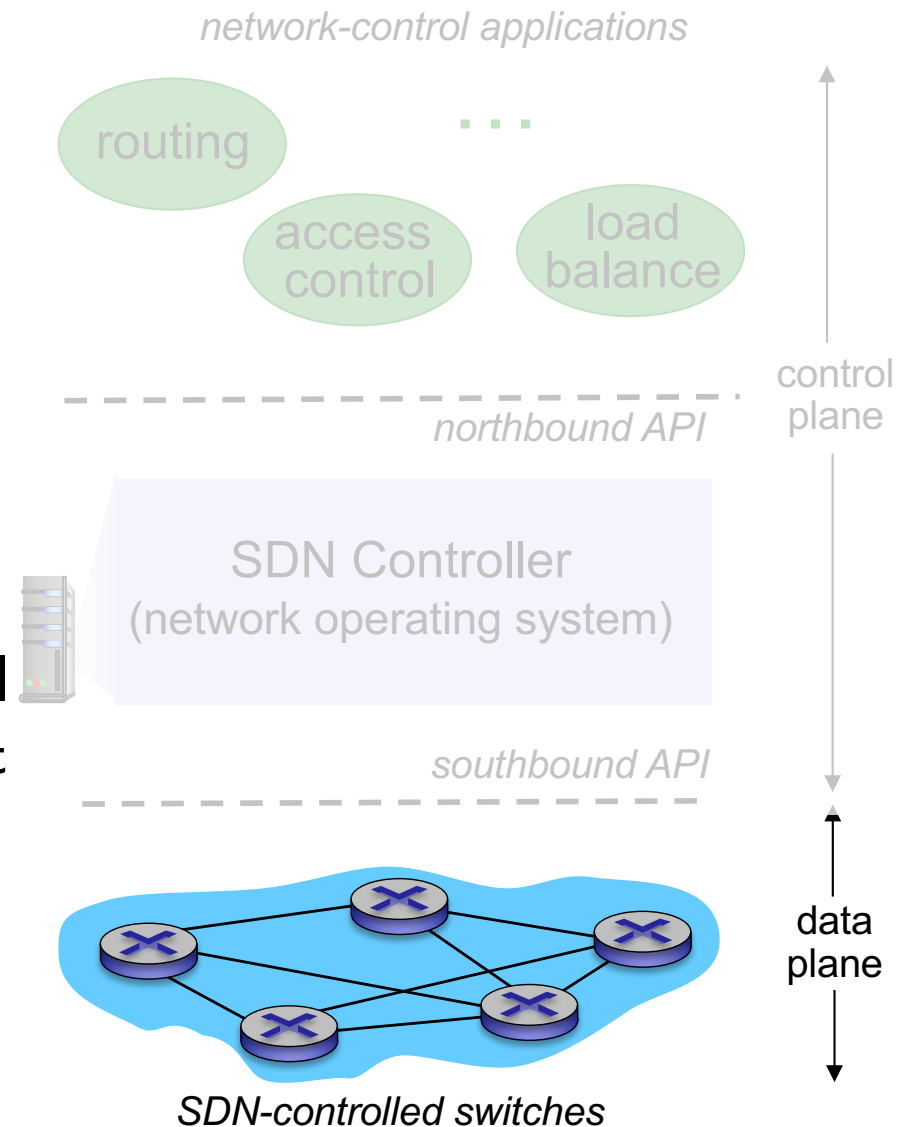 network-control applications
routing
. . .
access
control
load
balance
control
plane
northbound API
SDN Controller
(network operating system)
t
southbound API
data
plane
SDN-controlled switches